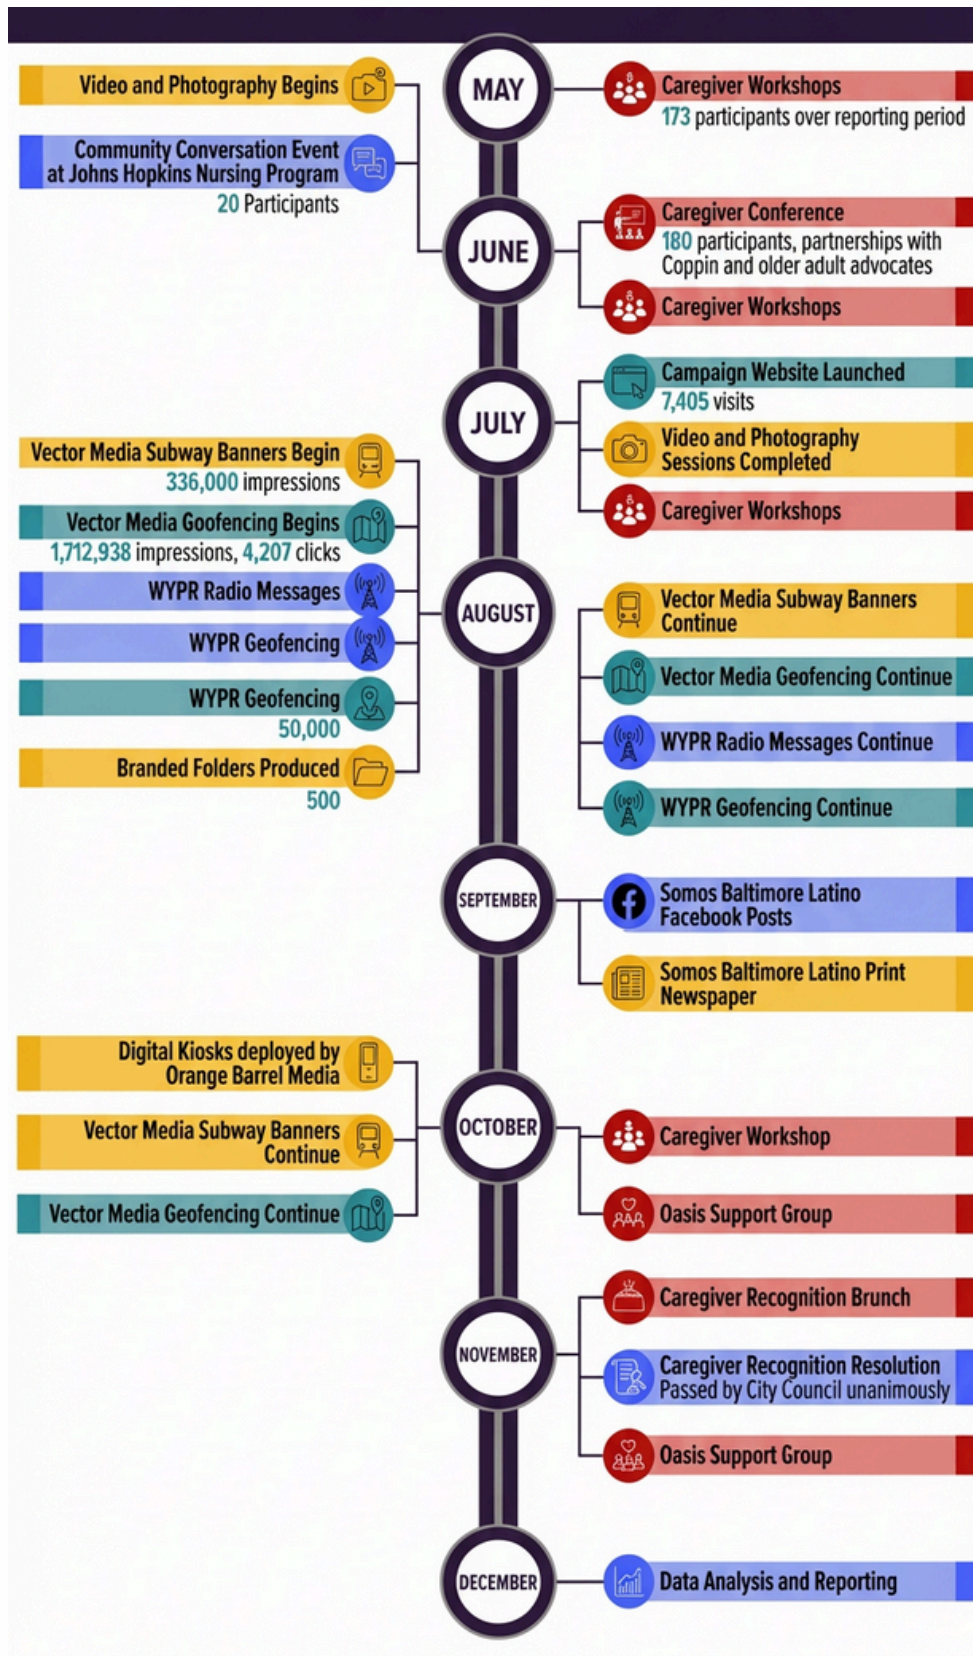 MAY
Video and Photography Begins
Community Conversation Event
at Johns Hopkins Nursing Program
20 Participants
Caregiver Workshops
173 participants over reporting period
JUNE
Caregiver Conference
180 participants, partnerships with
Coppin and older adult advocates
Caregiver Workshops
JULY
Campaign Website Launched
7,405 visits
Video and Photography
Sessions Completed
Caregiver Workshops
Vector Media Subway Banners Begin
336,000 impressions
Vector Media Goofencing Begins
1,712,938 impressions, 4,207 clicks
WYPR Radio Messages
WYPR Geofencing
WYPR Geofencing
50,000
Branded Folders Produced
500
AUGUST
Vector Media Subway Banners
Continue
Vector Media Geofencing Continue
WYPR Radio Messages Continue
WYPR Geofencing Continue
SEPTEMBER
Somos Baltimore Latino
Facebook Posts
Somos Baltimore Latino Print
Newspaper
Digital Kiosks deployed by
Orange Barrel Media
Vector Media Subway Banners
Continue
Vector Media Geofencing Continue
OCTOBER
Caregiver Workshop
Oasis Support Group
NOVEMBER
Caregiver Recognition Brunch
Caregiver Recognition Resolution
Passed by City Council unanimously
Oasis Support Group
DECEMBER
Data Analysis and Reporting